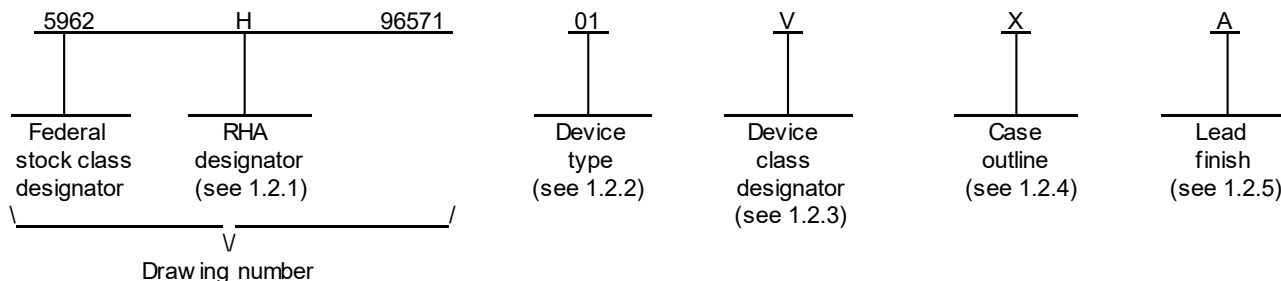 5962 H 96571 01 V X A
Federal RHA Device Device Case Lead
stock class designator type class outline finish
designator (see 1.2.1) (see 1.2.2) designator (see 1.2.4) (see 1.2.5)
(see 1.2.3)
\ /
\/
Drawing number